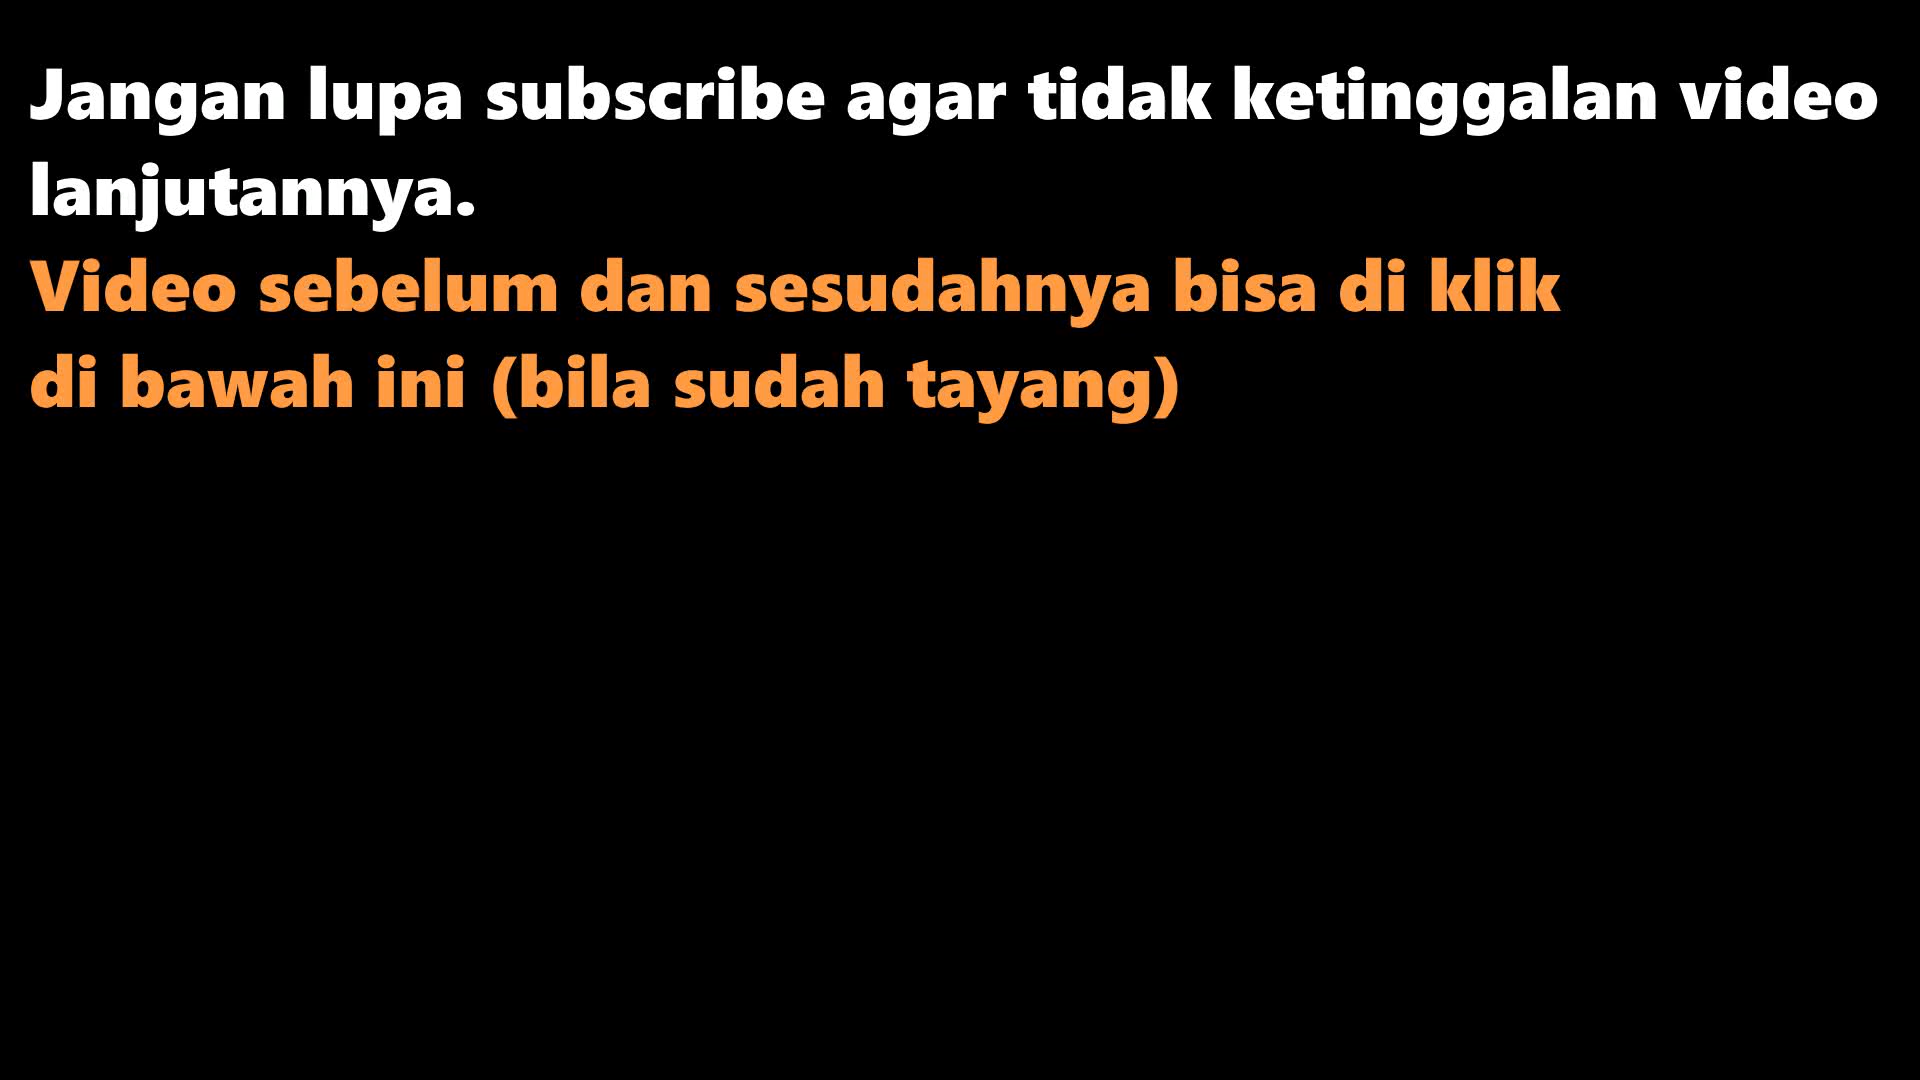 Jangan lupa subscribe agar tidak ketinggalan video
lanjutannya.
Video sebelum dan sesudahnya bisa di klik
di bawah ini (bila sudah tayang)